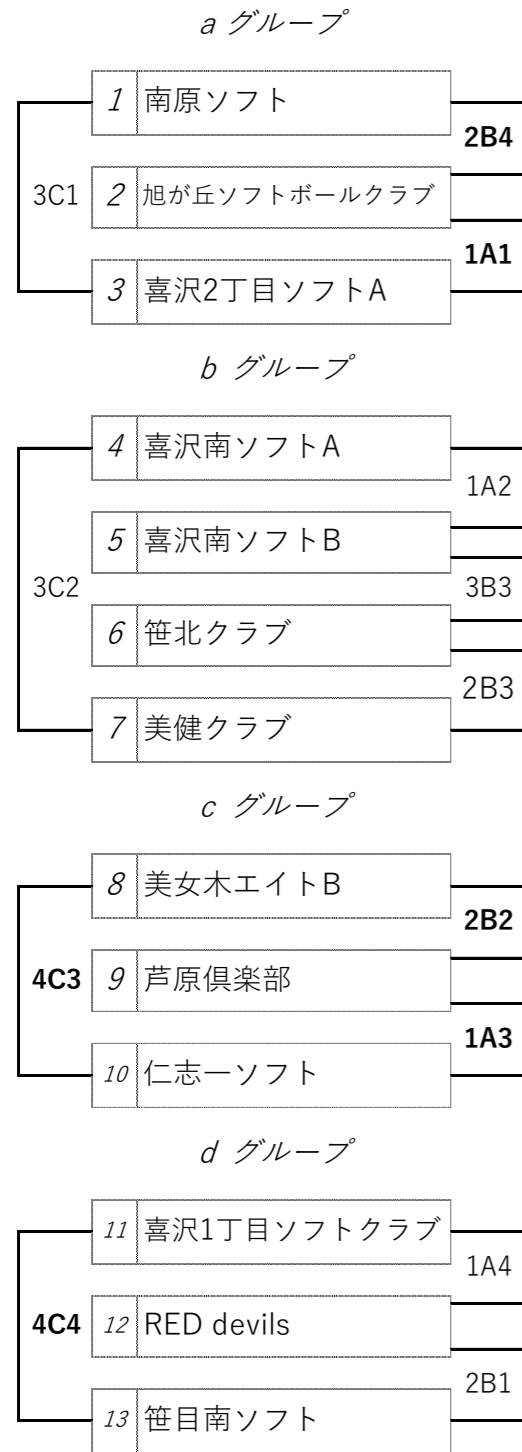 a グループ
1 南原ソフト
2B4
3C1 2 旭が丘ソフトボールクラブ
1A1
3 喜沢2丁目ソフトA
b グループ
4 喜沢南ソフトA
1A2
5 喜沢南ソフトB
3C2 3B3
6 笹北クラブ
2B3
7 美健クラブ
c グループ
8 美女木エイトB
2B2
4C3 9 芦原倶楽部
1A3
10 仁志一ソフト
d グループ
11 喜沢1丁目ソフトクラブ
1A4
4C4 12 RED devils
2B1
13 笹目南ソフト